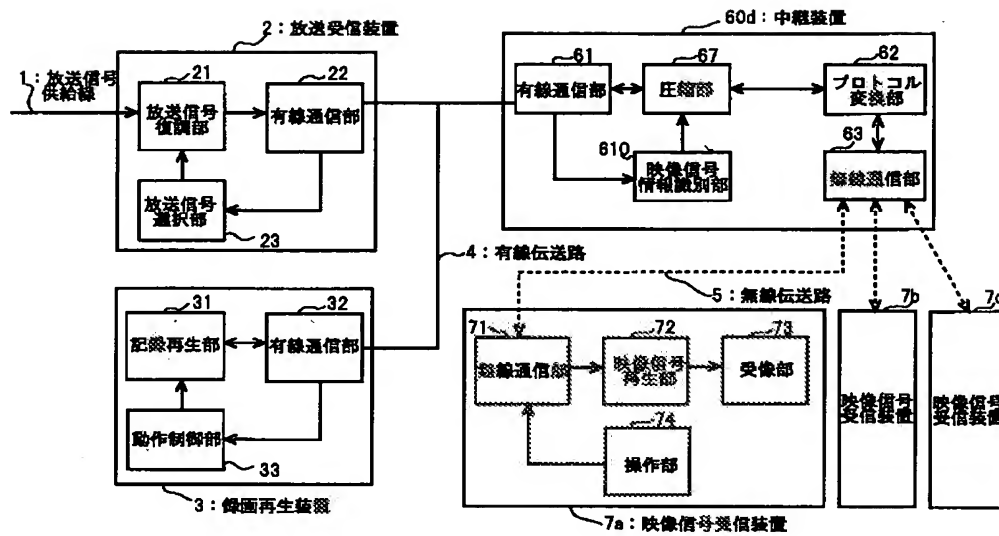 2：放送受信装置
60d：中継装置
1：放送信号
供給線
21
22
61
67
62
放送信号
復調部
有線通信部
有線通信部
圧縮部
プロトコル
変換部
63
610
映像信号
情報識別部
無線通信部
放送信号
選択部
23
4：有線伝送路
5：無線伝送路
31
32
記録再生部
有線通信部
動作制御部
33
3：録画再生装置
71
72
73
無線通信部
映像信号
再生部
受像部
74
操作部
7a：映像信号受信装置
7b
映像信号
受信装置
7c
映像信号
受信装置